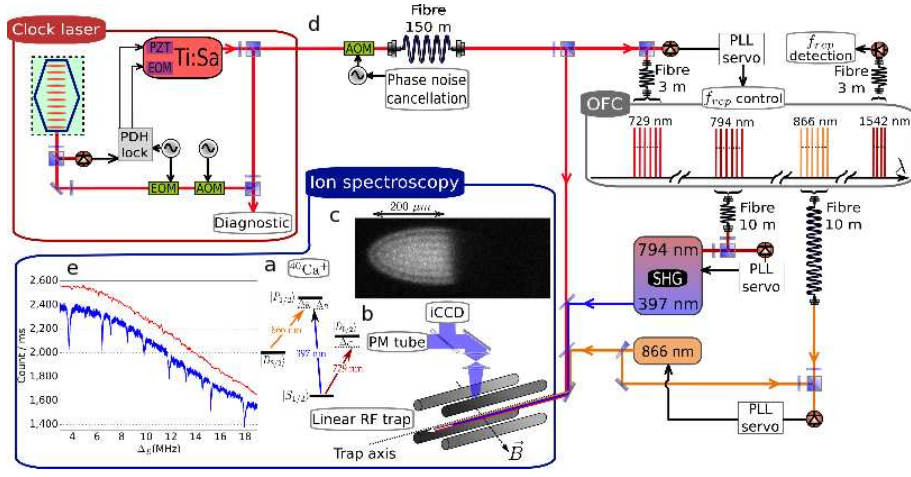 Clock laser
PZT
EOM
Ti:Sa
PDH
lock
EOM
AOM
Diagnostic
d
AOM
Fibre
150 m
Phase noise
cancellation
PLL
servo
Fibre
3 m
f_rep
detection
Fibre
3 m
OFC
f_rep control
729 nm
794 nm
866 nm
1542 nm
λ
Fibre
10 m
Fibre
10 m
794 nm
SHG
397 nm
PLL
servo
866 nm
PLL
servo
Ion spectroscopy
c
200 μm
a
⁴⁰Ca⁺
|P₁/₂⟩
|D₃/₂⟩
|D₅/₂⟩
|S₁/₂⟩
866 nm
397 nm
729 nm
b
iCCD
PM tube
Linear RF trap
Trap axis
B⃗
e
Count / ms
2,600
2,400
2,200
2,000
1,800
1,600
1,400
4 6 8 10 12 14 16 18